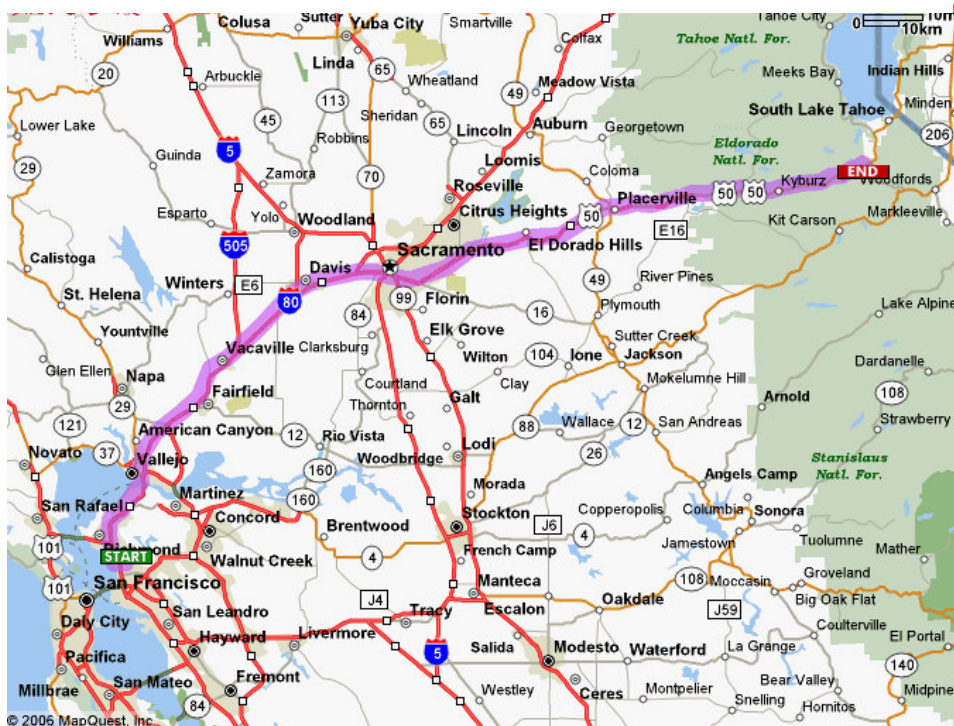 Colusa
Sutter
Yuba City
Smartville
Tahoe City
0
10m
10km
Williams
Linda
65
Colfax
Tahoe Natl. For.
20
Arbuckle
Wheatland
Meadow Vista
Meeks Bay
Indian Hills
113
Sheridan
49
South Lake Tahoe
Minden
Lower Lake
45
Robbins
65
Lincoln
Auburn
Georgetown
206
29
Guinda
5
Loomis
Eldorado
Natl. For.
Zamora
70
Roseville
Coloma
Kyburz
END
Woodfords
Esparto
Yolo
Woodland
Citrus Heights
50
Placerville
50
50
Kit Carson
Markleeville
505
Sacramento
El Dorado Hills
E16
Calistoga
Davis
Winters
E6
80
99
Florin
49
River Pines
St. Helena
84
16
Plymouth
Lake Alpine
Yountville
Vacaville
Clarksburg
Elk Grove
Wilton
104
Ione
Sutter Creek
Jackson
Glen Ellen
Napa
Courtland
Clay
Mokelumne Hill
Dardanelle
Fairfield
Thornton
Galt
Arnold
108
29
121
American Canyon
12
Rio Vista
88
Wallace
12
San Andreas
Strawberry
Novato
37
Vallejo
160
Woodbridge
Lodi
26
Stanislaus
Natl. For.
Angels Camp
San Rafael
Martinez
160
Morada
Columbia
Sonora
Concord
Brentwood
Stockton
J6
Copperopolis
101
Richmond
START
Walnut Creek
4
French Camp
4
Jamestown
Tuolumne
Mather
101
San Francisco
Manteca
108
Moccasin
Groveland
Daly City
San Leandro
J4
Tracy
Escalon
Oakdale
J59
Big Oak Flat
Hayward
Livermore
5
Salida
Modesto
Waterford
La Grange
Coulterville
El Portal
Pacifica
140
Millbrae
San Mateo
Fremont
84
Westley
Ceres
Montpelier
Bear Valley
Snelling
Hornitos
Midpine
© 2006 MapQuest, Inc.